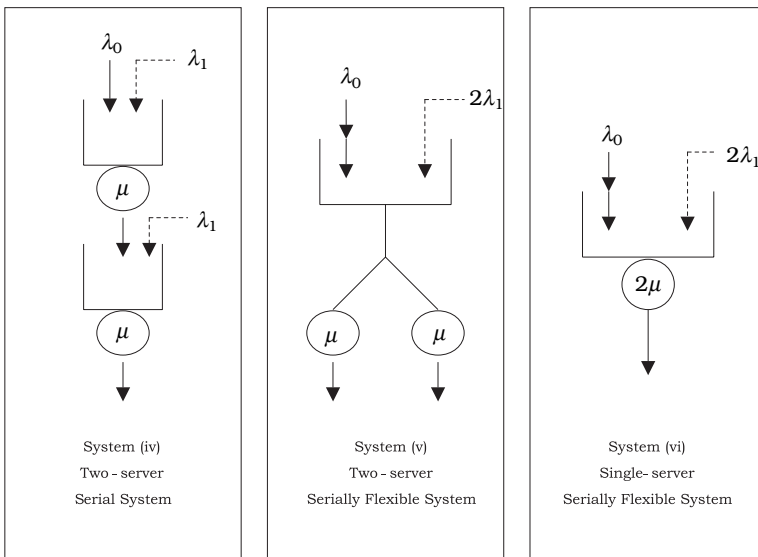 λ₀
λ₁
μ
λ₁
μ
System (iv)
Two - server
Serial System
λ₀
2λ₁
μ μ
System (v)
Two - server
Serially Flexible System
λ₀
2λ₁
2μ
System (vi)
Single- server
Serially Flexible System